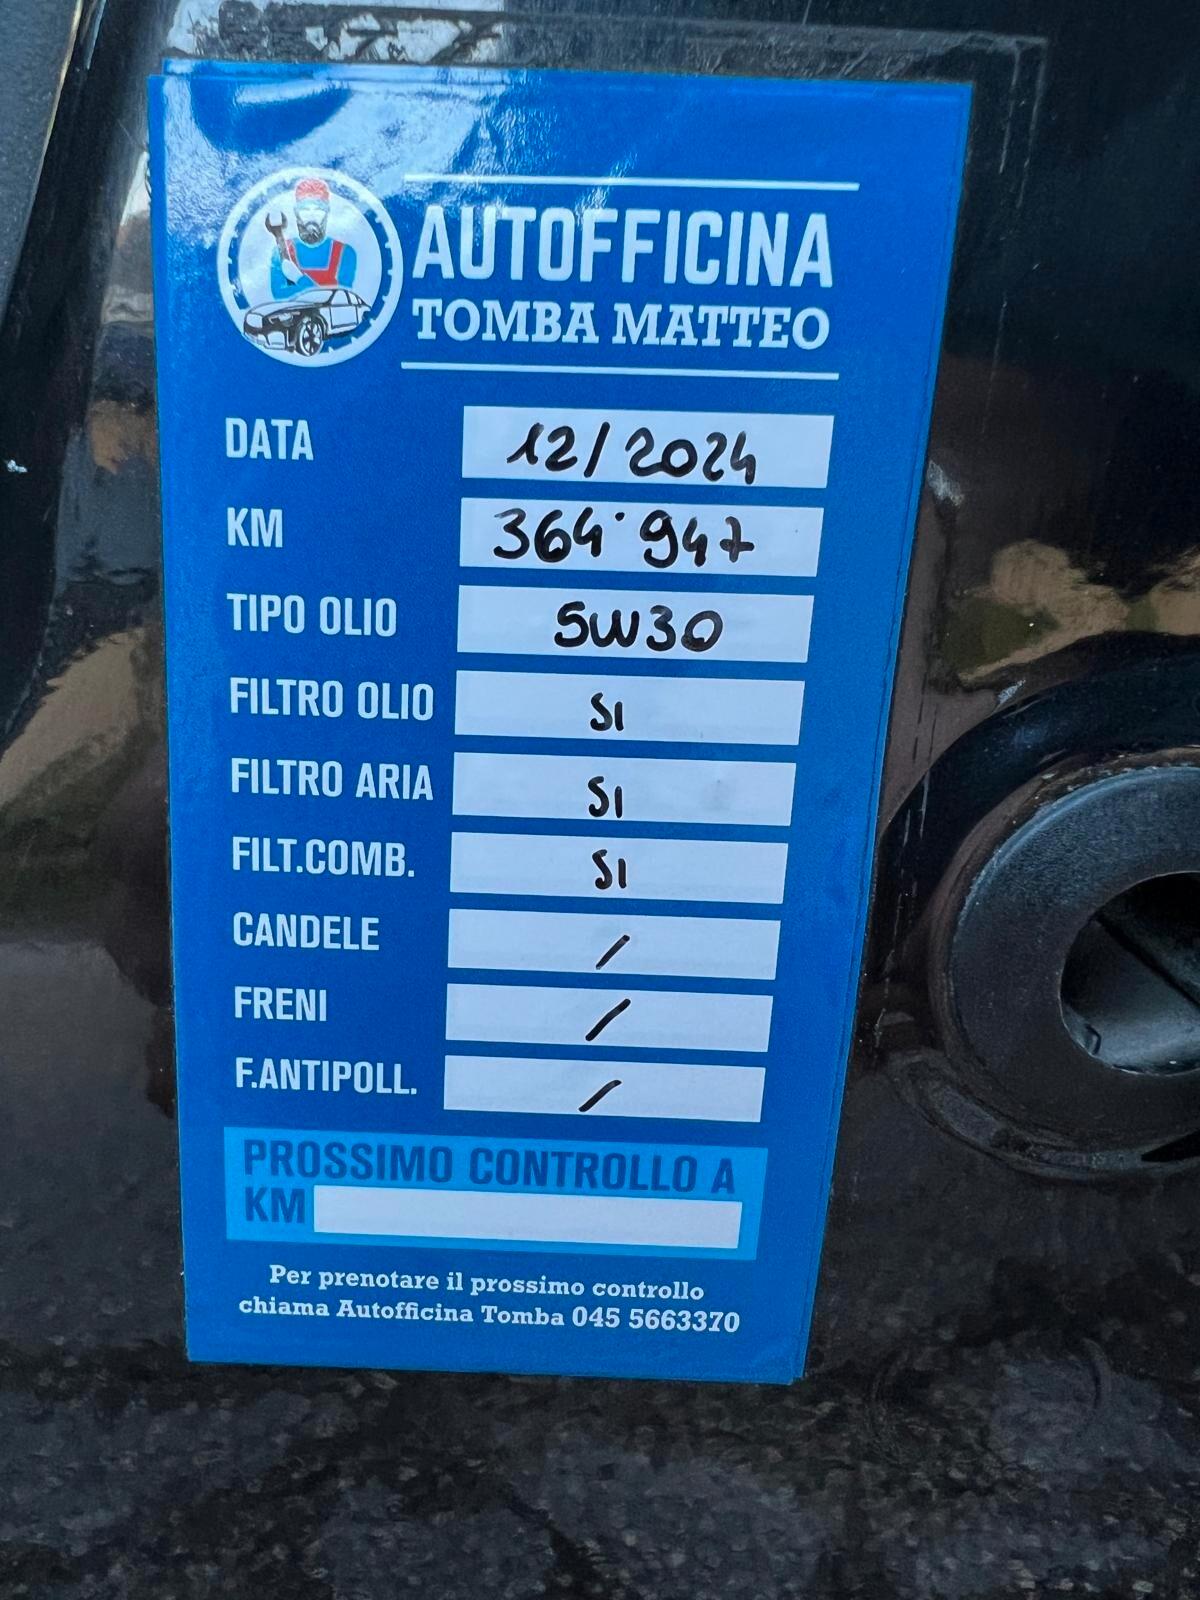 AUTOFFICINA
TOMBA MATTEO
DATA 12/2024
KM 364˙947
TIPO OLIO 5W30
FILTRO OLIO SI
FILTRO ARIA SI
FILT.COMB. SI
CANDELE /
FRENI /
F.ANTIPOLL. /
PROSSIMO CONTROLLO A
KM
Per prenotare il prossimo controllo
chiama Autofficina Tomba 045 5663370